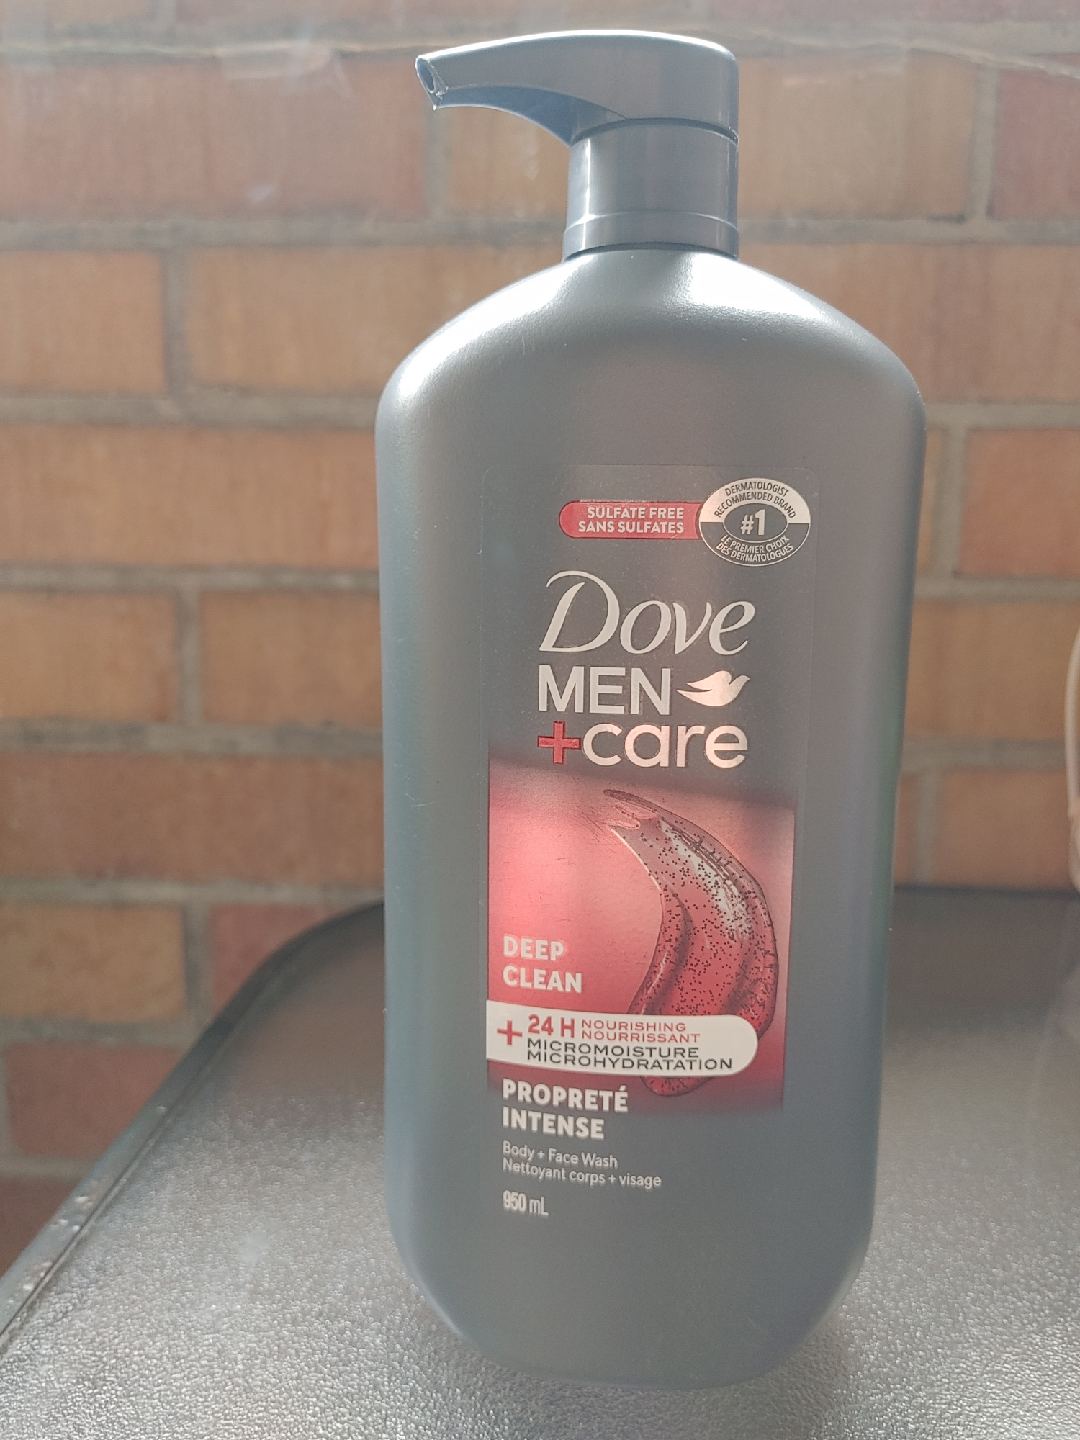 SULFATE FREE
SANS SULFATES
DERMATOLOGIST
RECOMMENDED BRAND
#1
LE PREMIER CHOIX
DES DERMATOLOGUES
Dove
MEN
+care
DEEP
CLEAN
+ 24 H NOURISHING
NOURRISSANT
MICROMOISTURE
MICROHYDRATATION
PROPRETÉ
INTENSE
Body + Face Wash
Nettoyant corps + visage
950 mL